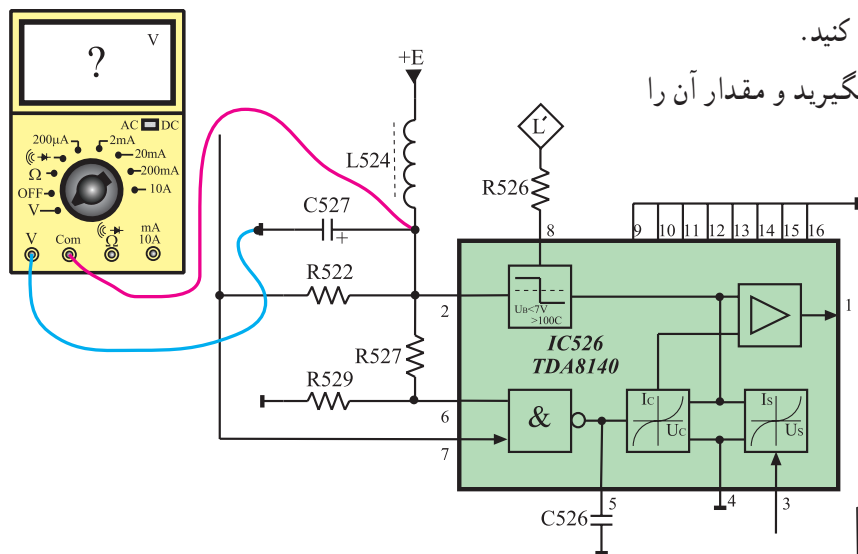 کنید.
بگیرید و مقدار آن را
V
?
AC DC
200µA
2mA
20mA
200mA
10A
Ω
OFF
V
V
Com
Ω
mA
10A
+E
L524
C527
+
R522
R527
R529
L´
R526
8
9
10
11
12
13
14
15
16
2
UB<7V
>100C
IC526
TDA8140
1
6
7
&
IC
UC
IS
US
5
4
3
C526